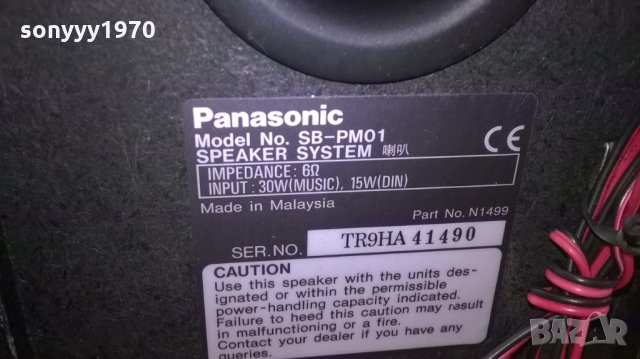 sonyyy1970
Panasonic
Model No. SB-PM01
SPEAKER SYSTEM 喇叭
CE
IMPEDANCE: 6Ω
INPUT: 30W(MUSIC), 15W(DIN)
Made in Malaysia
Part No. N1499
SER.NO. TR9HA 41490
CAUTION
Use this speaker with the units des-
ignated or within the permissible
power-handling capacity indicated.
Failure to heed this caution may result
in malfunctioning or a fire.
Contact your dealer if you have any
queries.
BAZAR